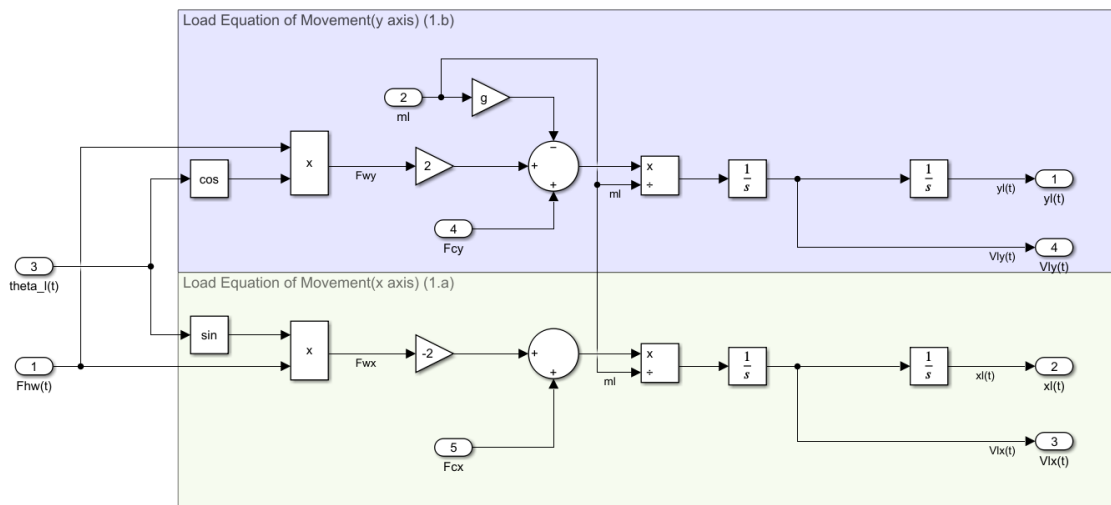 Load Equation of Movement(y axis) (1.b)
2
ml
g
−
cos
x
Fwy
2
+
+
x
÷
ml
1
s
1
s
yl(t)
1
yl(t)
4
Fcy
Vly(t)
4
Vly(t)
3
theta_l(t)
Load Equation of Movement(x axis) (1.a)
sin
x
Fwx
-2
+
+
x
÷
ml
1
s
1
s
xl(t)
2
xl(t)
1
Fhw(t)
5
Fcx
Vlx(t)
3
Vlx(t)